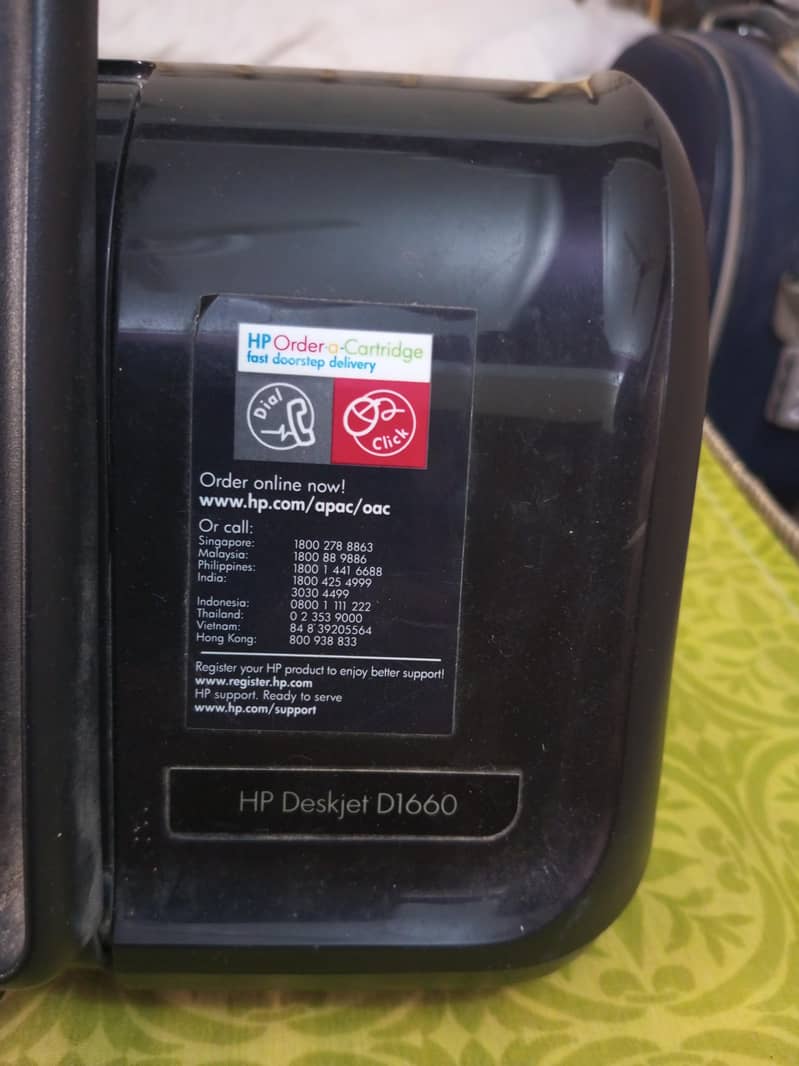 HP Order-a-Cartridge
fast doorstep delivery
Dial
Click
Order online now!
www.hp.com/apac/oac
Or call:
Singapore: 1800 278 8863
Malaysia: 1800 88 9886
Philippines: 1800 1 441 6688
India: 1800 425 4999
3030 4499
Indonesia: 0800 1 111 222
Thailand: 0 2 353 9000
Vietnam: 84 8 39205564
Hong Kong: 800 938 833
Register your HP product to enjoy better support!
www.register.hp.com
HP support. Ready to serve
www.hp.com/support
HP Deskjet D1660